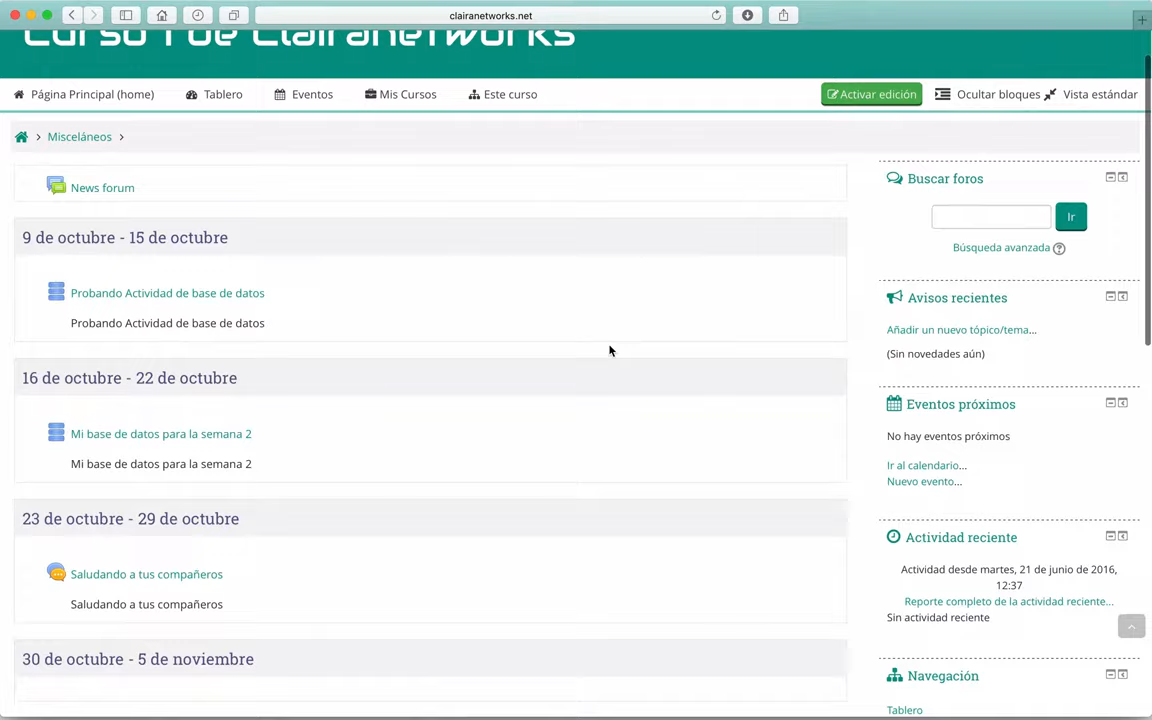 clairanetworks.net
Curso 1 de Clairanetworks
Página Principal (home) Tablero Eventos Mis Cursos Este curso Activar edición Ocultar bloques Vista estándar
Misceláneos
News forum
9 de octubre - 15 de octubre
Probando Actividad de base de datos
Probando Actividad de base de datos
16 de octubre - 22 de octubre
Mi base de datos para la semana 2
Mi base de datos para la semana 2
23 de octubre - 29 de octubre
Saludando a tus compañeros
Saludando a tus compañeros
30 de octubre - 5 de noviembre
Buscar foros
Ir
Búsqueda avanzada
Avisos recientes
Añadir un nuevo tópico/tema...
(Sin novedades aún)
Eventos próximos
No hay eventos próximos
Ir al calendario...
Nuevo evento...
Actividad reciente
Actividad desde martes, 21 de junio de 2016,
12:37
Reporte completo de la actividad reciente...
Sin actividad reciente
Navegación
Tablero